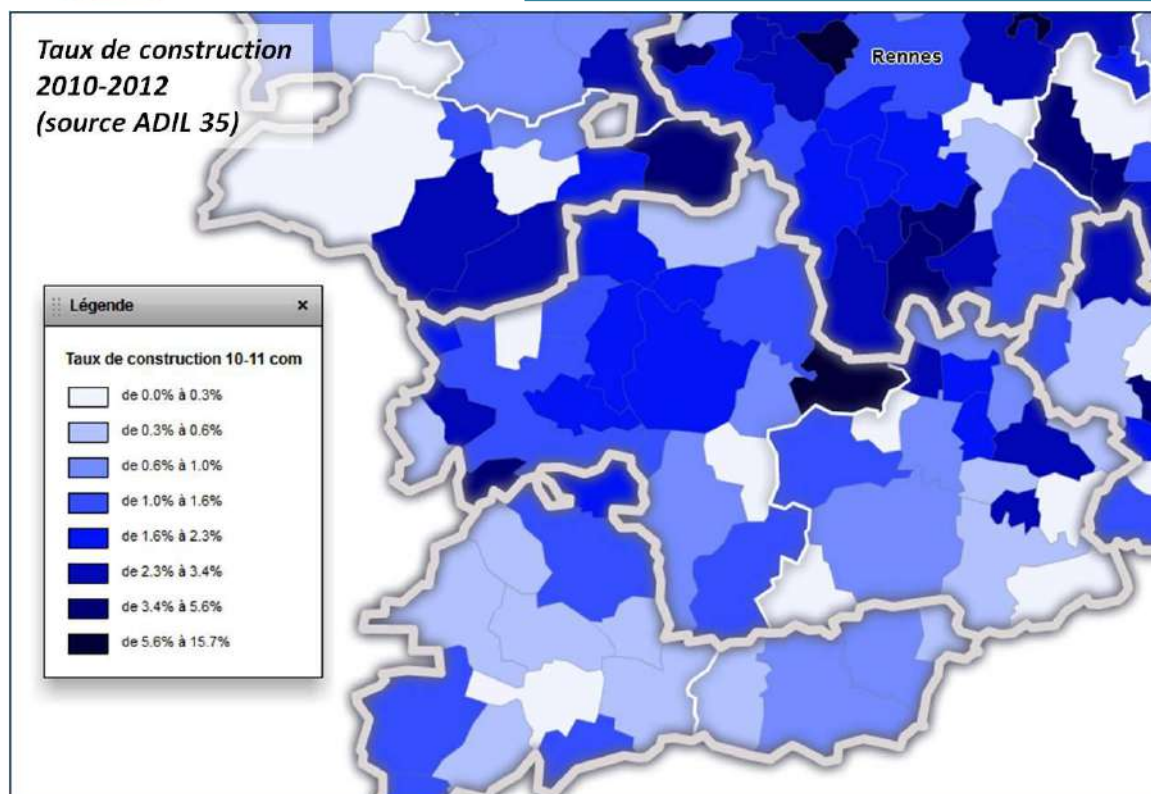 Taux de construction
2010-2012
(source ADIL 35)
Rennes
Légende ×
Taux de construction 10-11 com
de 0.0% à 0.3%
de 0.3% à 0.6%
de 0.6% à 1.0%
de 1.0% à 1.6%
de 1.6% à 2.3%
de 2.3% à 3.4%
de 3.4% à 5.6%
de 5.6% à 15.7%